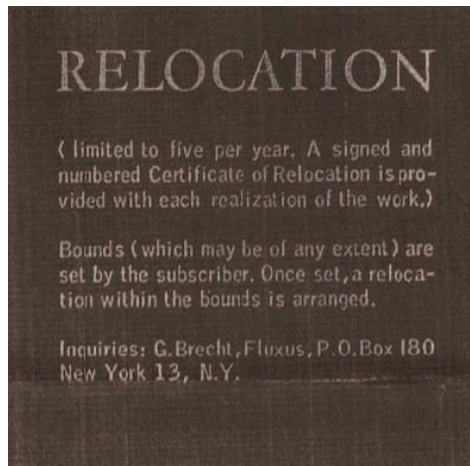 RELOCATION
( limited to five per year. A signed and
numbered Certificate of Relocation is pro-
vided with each realization of the work.)
Bounds (which may be of any extent) are
set by the subscriber. Once set, a reloca-
tion within the bounds is arranged.
Inquiries: G. Brecht, Fluxus, P.O. Box 180
New York 13, N.Y.